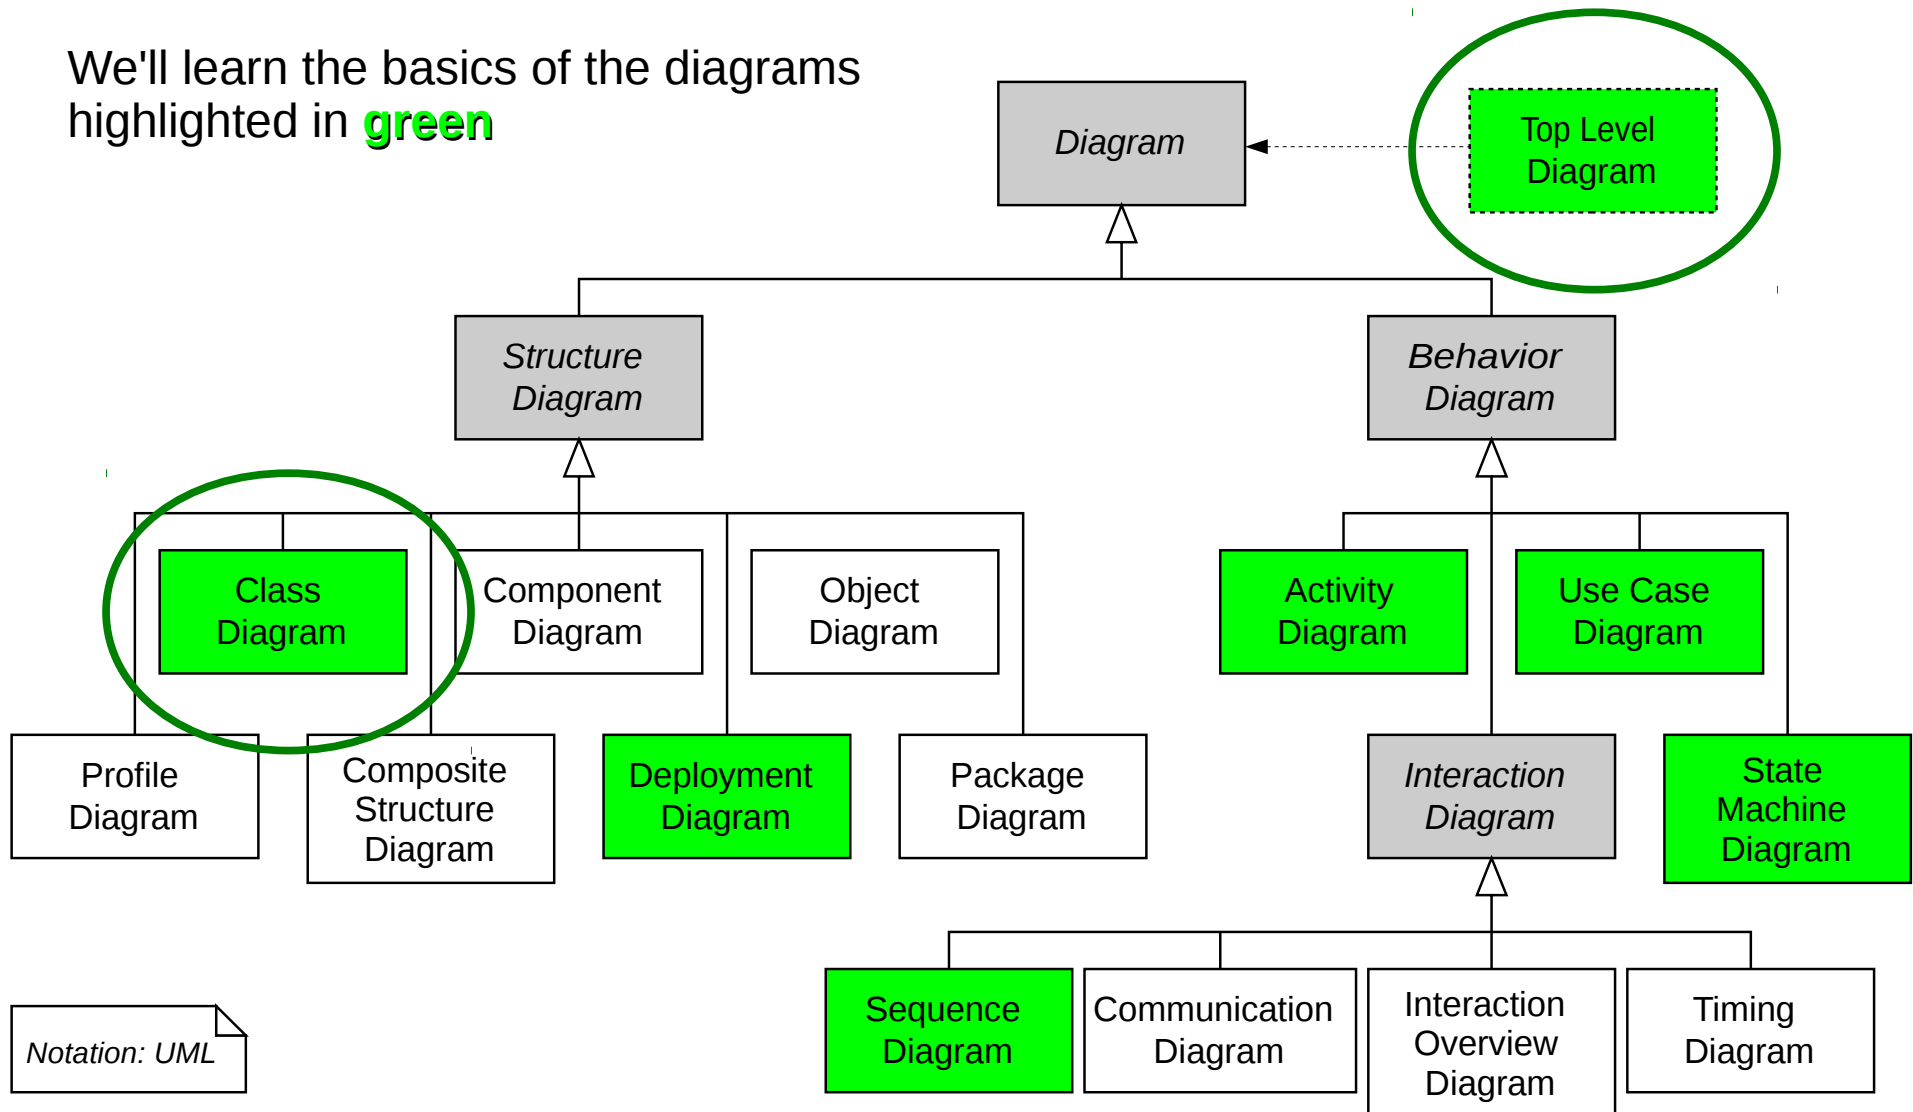 We'll learn the basics of the diagrams
highlighted in green
Diagram
Top Level
Diagram
Structure
Diagram
Behavior
Diagram
Class
Diagram
Component
Diagram
Object
Diagram
Activity
Diagram
Use Case
Diagram
Profile
Diagram
Composite
Structure
Diagram
Deployment
Diagram
Package
Diagram
Interaction
Diagram
State
Machine
Diagram
Sequence
Diagram
Communication
Diagram
Interaction
Overview
Diagram
Timing
Diagram
Notation: UML